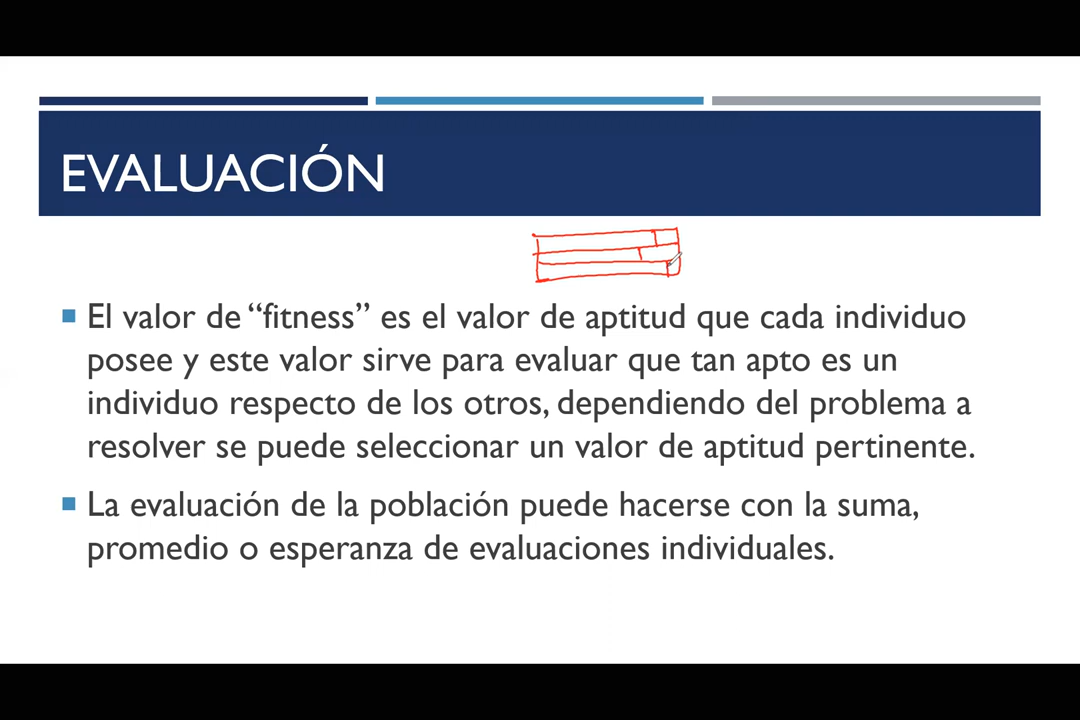 EVALUACIÓN
El valor de “fitness” es el valor de aptitud que cada individuo
posee y este valor sirve para evaluar que tan apto es un
individuo respecto de los otros, dependiendo del problema a
resolver se puede seleccionar un valor de aptitud pertinente.
La evaluación de la población puede hacerse con la suma,
promedio o esperanza de evaluaciones individuales.